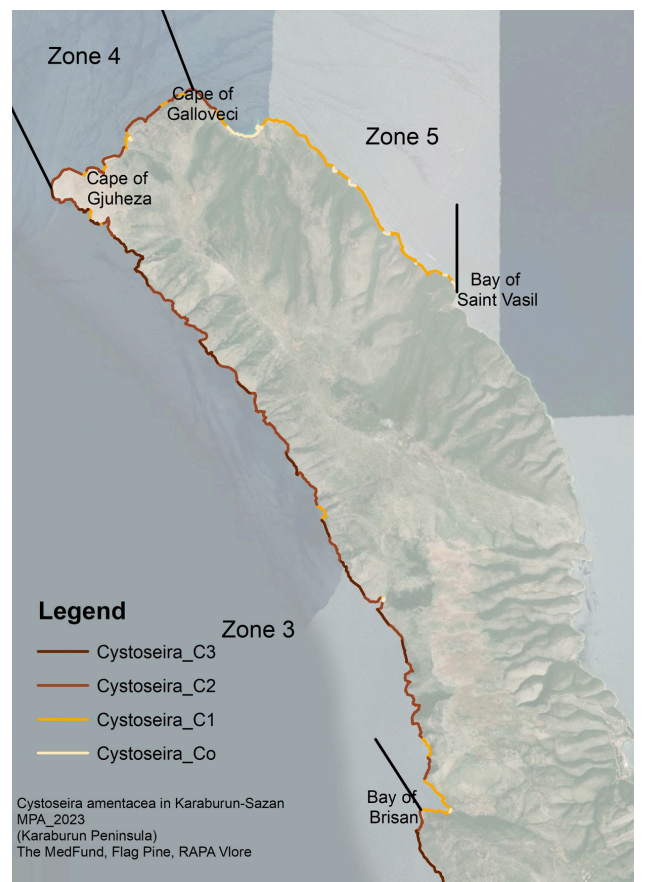 Zone 4
Cape of
Galloveci
Zone 5
Cape of
Gjuheza
Bay of
Saint Vasil
Legend
Zone 3
Cystoseira_C3
Cystoseira_C2
Cystoseira_C1
Cystoseira_Co
Bay of
Brisan
Cystoseira amentacea in Karaburun-Sazan
MPA_2023
(Karaburun Peninsula)
The MedFund, Flag Pine, RAPA Vlore